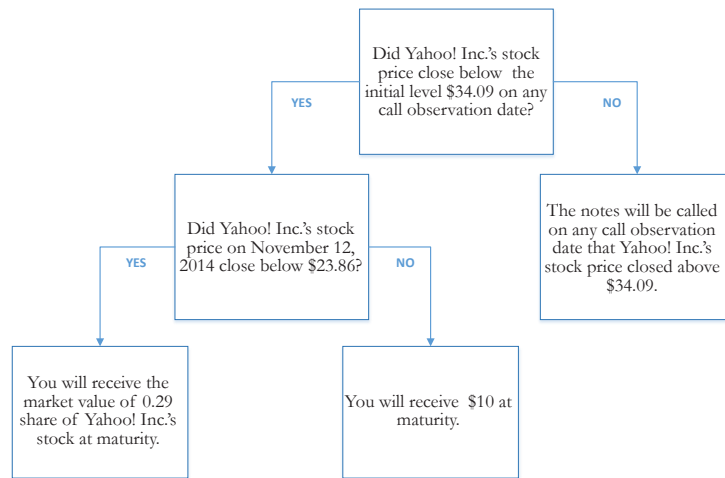 Did Yahoo! Inc.'s stock
price close below the
initial level $34.09 on any
call observation date?
YES
NO
Did Yahoo! Inc.'s stock
price on November 12,
2014 close below $23.86?
The notes will be called
on any call observation
date that Yahoo! Inc.'s
stock price closed above
$34.09.
YES
NO
You will receive the
market value of 0.29
share of Yahoo! Inc.'s
stock at maturity.
You will receive $10 at
maturity.